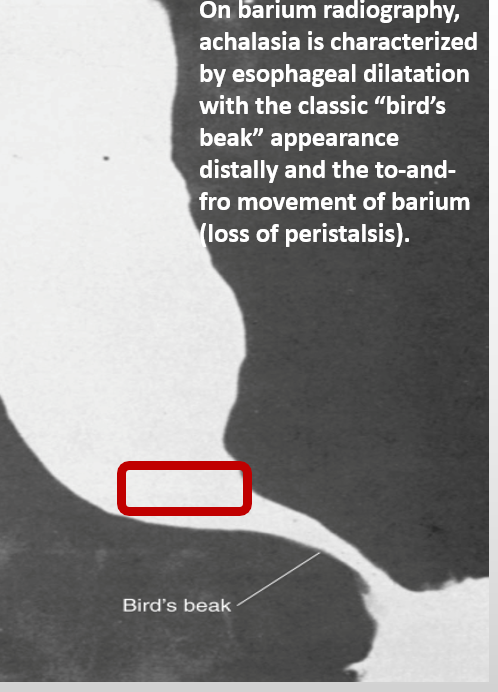 On barium radiography,
achalasia is characterized
by esophageal dilatation
with the classic “bird’s
beak” appearance
distally and the to-and-
fro movement of barium
(loss of peristalsis).
Bird’s beak